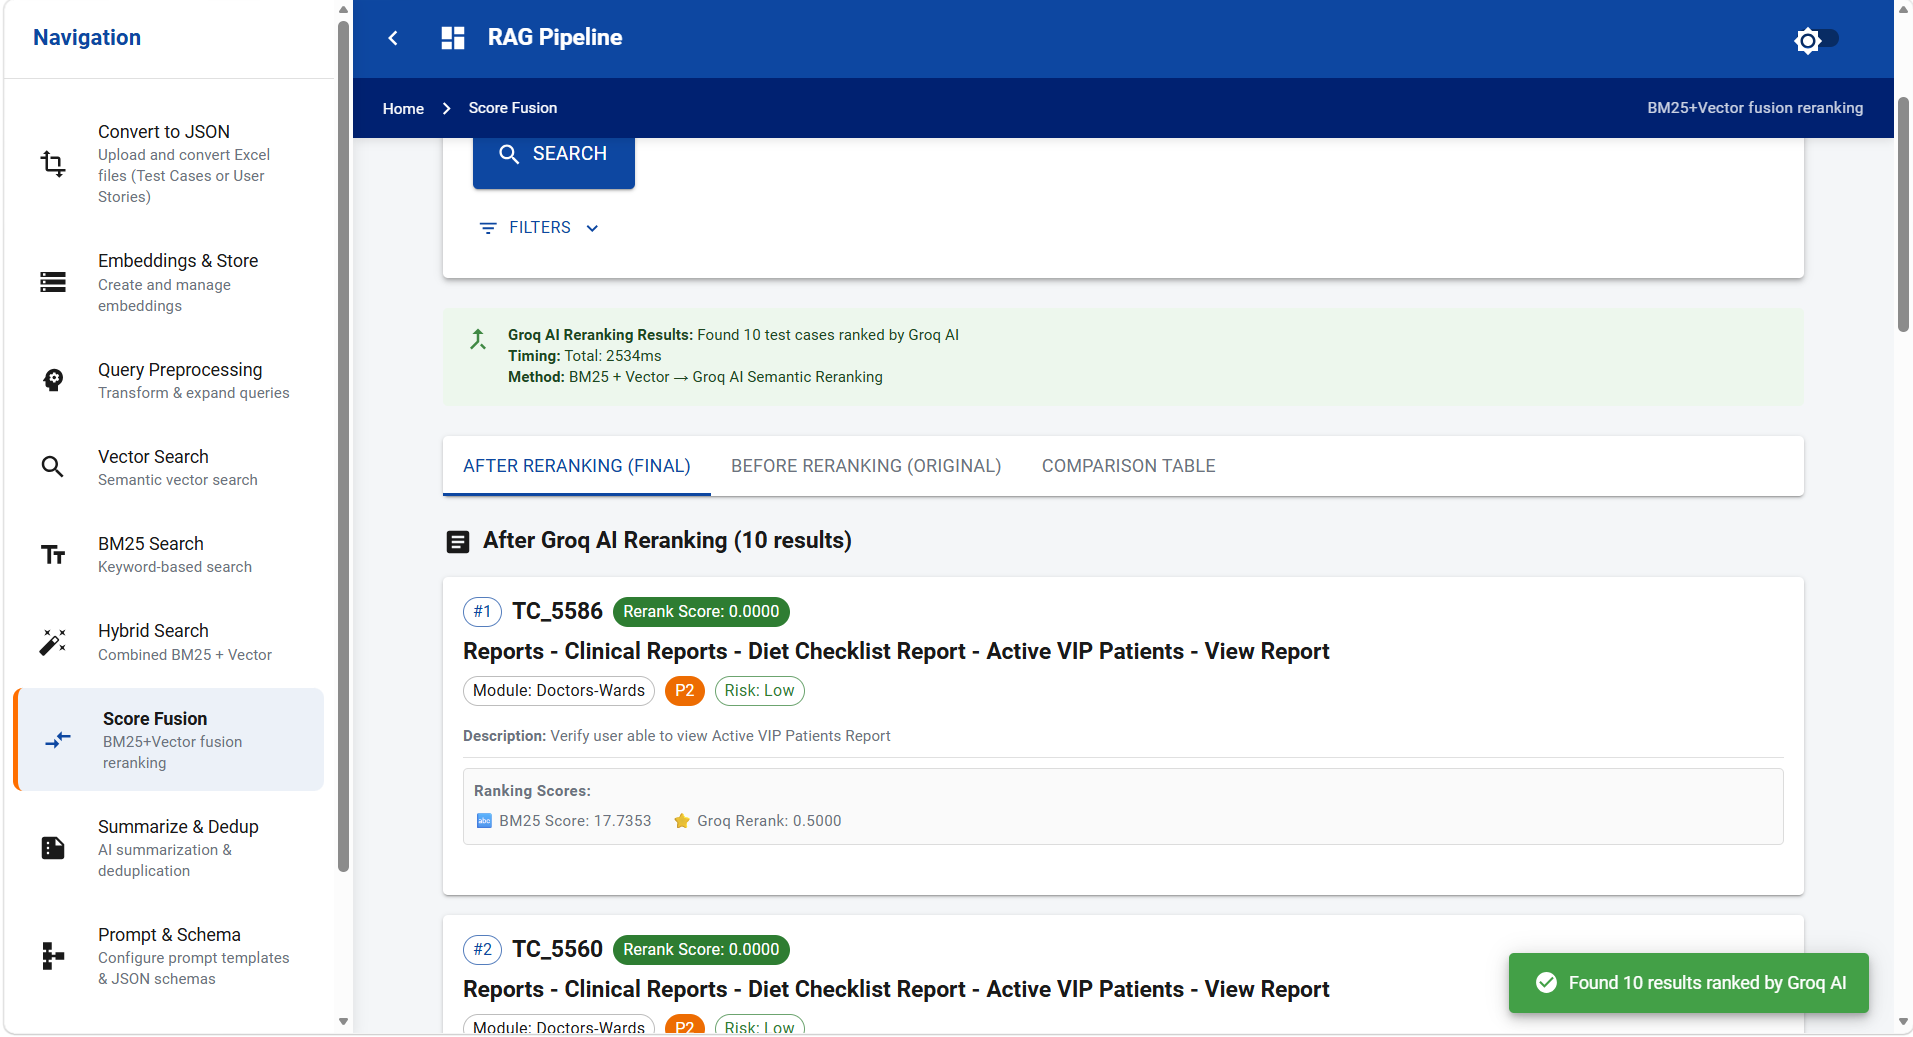 Navigation
Convert to JSON
Upload and convert Excel
files (Test Cases or User
Stories)
Embeddings & Store
Create and manage
embeddings
Query Preprocessing
Transform & expand queries
Vector Search
Semantic vector search
BM25 Search
Keyword-based search
Hybrid Search
Combined BM25 + Vector
Score Fusion
BM25+Vector fusion
reranking
Summarize & Dedup
AI summarization &
deduplication
Prompt & Schema
Configure prompt templates
& JSON schemas
RAG Pipeline
Home > Score Fusion
BM25+Vector fusion reranking
SEARCH
FILTERS
Groq AI Reranking Results: Found 10 test cases ranked by Groq AI
Timing: Total: 2534ms
Method: BM25 + Vector → Groq AI Semantic Reranking
AFTER RERANKING (FINAL) BEFORE RERANKING (ORIGINAL) COMPARISON TABLE
After Groq AI Reranking (10 results)
#1 TC_5586 Rerank Score: 0.0000
Reports - Clinical Reports - Diet Checklist Report - Active VIP Patients - View Report
Module: Doctors-Wards P2 Risk: Low
Description: Verify user able to view Active VIP Patients Report
Ranking Scores:
abc BM25 Score: 17.7353 Groq Rerank: 0.5000
#2 TC_5560 Rerank Score: 0.0000
Reports - Clinical Reports - Diet Checklist Report - Active VIP Patients - View Report
Module: Doctors-Wards P2 Risk: Low
Found 10 results ranked by Groq AI